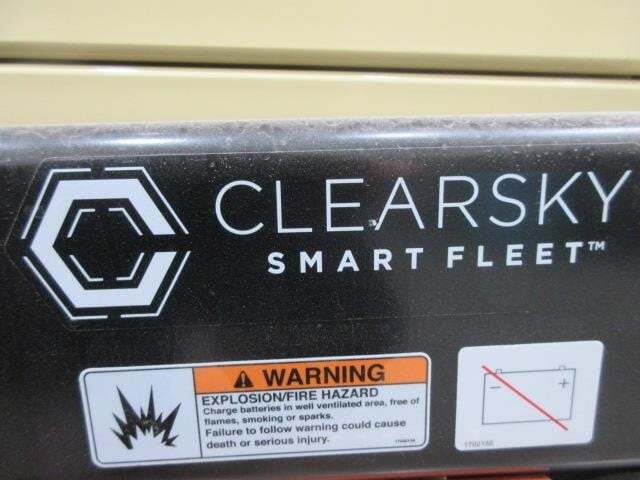 CLEARSKY
SMART FLEET™
WARNING
EXPLOSION/FIRE HAZARD
Charge batteries in well ventilated area, free of
flames, smoking or sparks.
Failure to follow warning could cause
death or serious injury.
- +